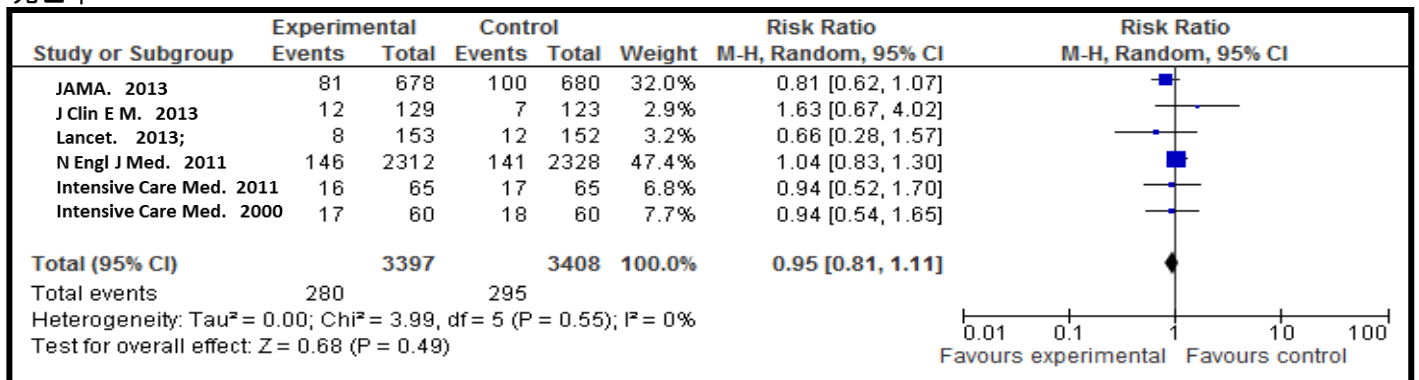 Experimental Control Risk Ratio Risk Ratio
Study or Subgroup Events Total Events Total Weight M-H, Random, 95% CI M-H, Random, 95% CI
JAMA. 2013 81 678 100 680 32.0% 0.81 [0.62, 1.07]
J Clin E M. 2013 12 129 7 123 2.9% 1.63 [0.67, 4.02]
Lancet. 2013; 8 153 12 152 3.2% 0.66 [0.28, 1.57]
N Engl J Med. 2011 146 2312 141 2328 47.4% 1.04 [0.83, 1.30]
Intensive Care Med. 2011 16 65 17 65 6.8% 0.94 [0.52, 1.70]
Intensive Care Med. 2000 17 60 18 60 7.7% 0.94 [0.54, 1.65]
Total (95% CI) 3397 3408 100.0% 0.95 [0.81, 1.11]
Total events 280 295
Heterogeneity: Tau² = 0.00; Chi² = 3.99, df = 5 (P = 0.55); I² = 0%
Test for overall effect: Z = 0.68 (P = 0.49)
0.01 0.1 1 10 100
Favours experimental Favours control